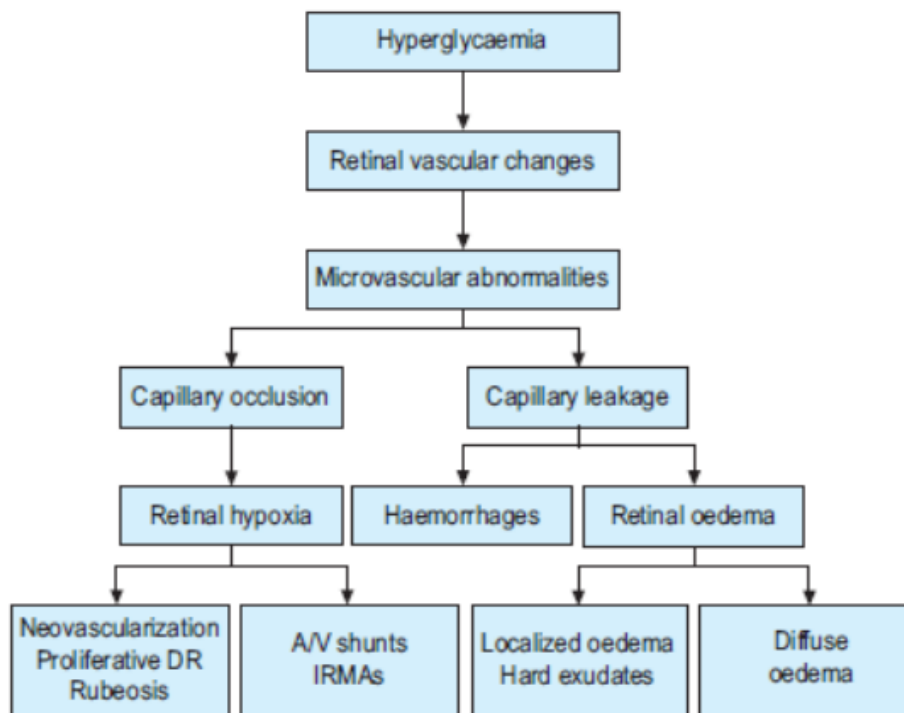 Hyperglycaemia
Retinal vascular changes
Microvascular abnormalities
Capillary occlusion
Capillary leakage
Retinal hypoxia
Haemorrhages
Retinal oedema
Neovascularization
Proliferative DR
Rubeosis
A/V shunts
IRMAs
Localized oedema
Hard exudates
Diffuse
oedema